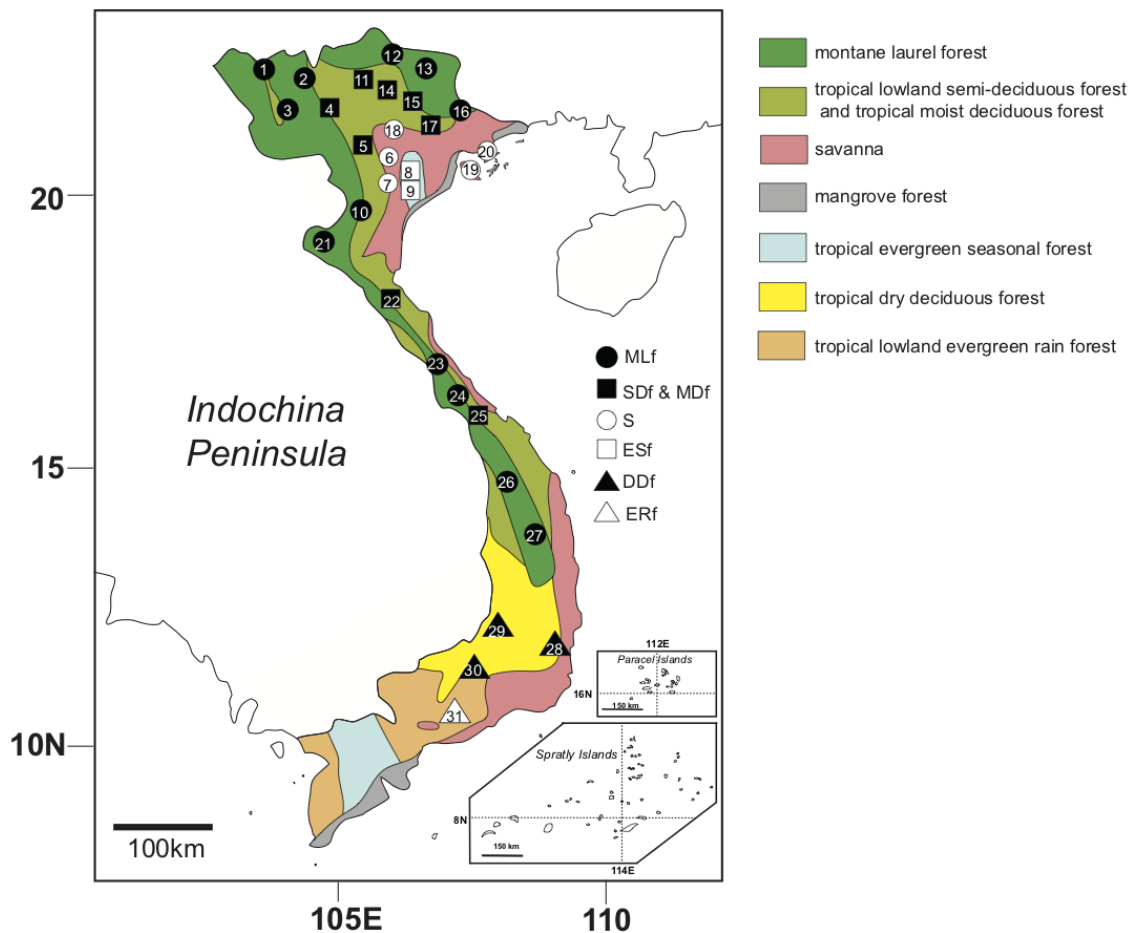 montane laurel forest
tropical lowland semi-deciduous forest
and tropical moist deciduous forest
savanna
mangrove forest
tropical evergreen seasonal forest
tropical dry deciduous forest
tropical lowland evergreen rain forest
1
2
3
4
5
6
7
8
9
10
11
12
13
14
15
16
17
18
19
20
21
22
23
24
25
26
27
28
29
30
31
MLf
SDf & MDf
S
ESf
DDf
ERf
Indochina
Peninsula
20
15
10N
105E
110
100km
112E
Paracel Islands
16N
150 km
Spratly Islands
8N
150 km
114E